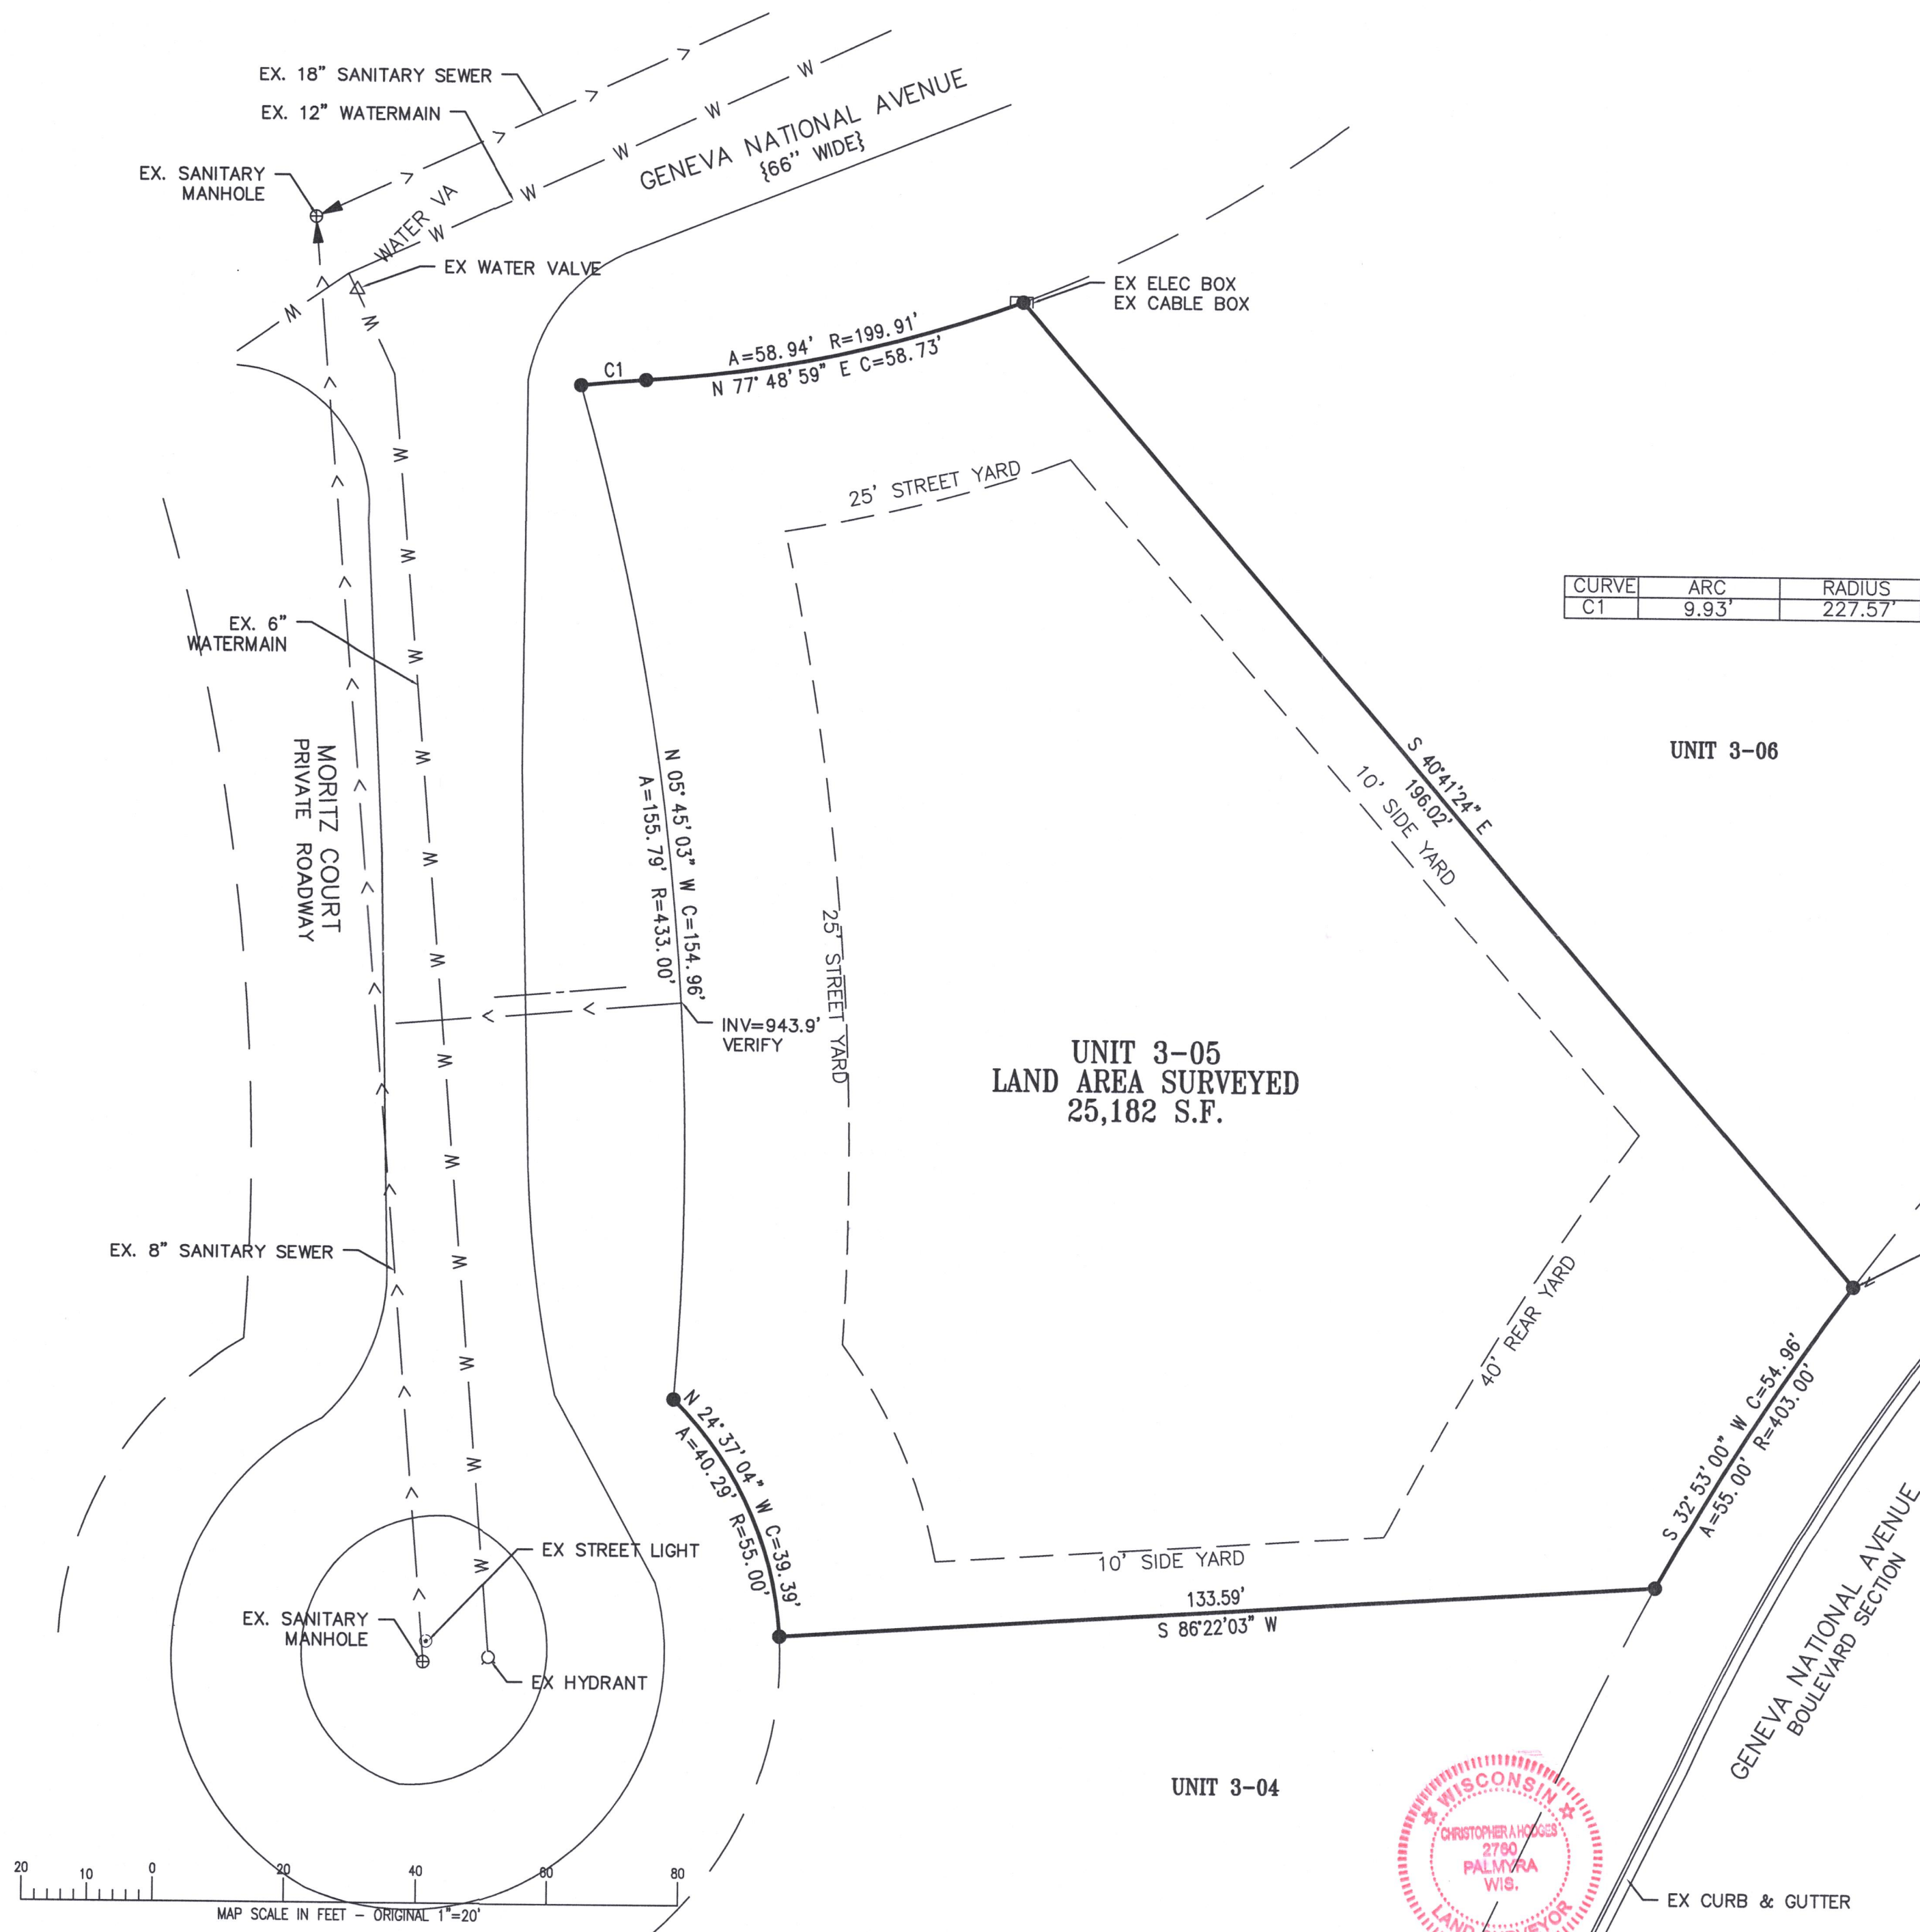 EX. 18" SANITARY SEWER
EX. 12" WATERMAIN
EX. SANITARY
MANHOLE
WATER VA
EX WATER VALVE
GENEVA NATIONAL AVENUE
{66" WIDE}
EX ELEC BOX
EX CABLE BOX
C1
A=58.94' R=199.91'
N 77°48'59" E C=58.73'
25' STREET YARD
CURVE ARC RADIUS
C1 9.93' 227.57'
EX. 6"
WATERMAIN
UNIT 3-06
S 40°41'24" E
196.02'
10' SIDE YARD
MORITZ COURT
PRIVATE ROADWAY
N 05°45'03" W C=154.96'
A=155.79' R=433.00'
25' STREET YARD
INV=943.9'
VERIFY
UNIT 3-05
LAND AREA SURVEYED
25,182 S.F.
EX. 8" SANITARY SEWER
40' REAR YARD
S 32°53'00" W C=54.96'
A=55.00' R=403.00'
N 24°37'04" W C=39.39'
A=40.29' R=55.00'
10' SIDE YARD
133.59'
S 86°22'03" W
EX STREET LIGHT
EX. SANITARY
MANHOLE
EX HYDRANT
GENEVA NATIONAL AVENUE
BOULEVARD SECTION
UNIT 3-04
WISCONSIN
CHRISTOPHER A HODGES
2760
PALMYRA
WIS.
EX CURB & GUTTER
20 10 0 20 40 60 80
MAP SCALE IN FEET - ORIGINAL 1"=20'
W W W W W W W W W W W W W W W W W W W W